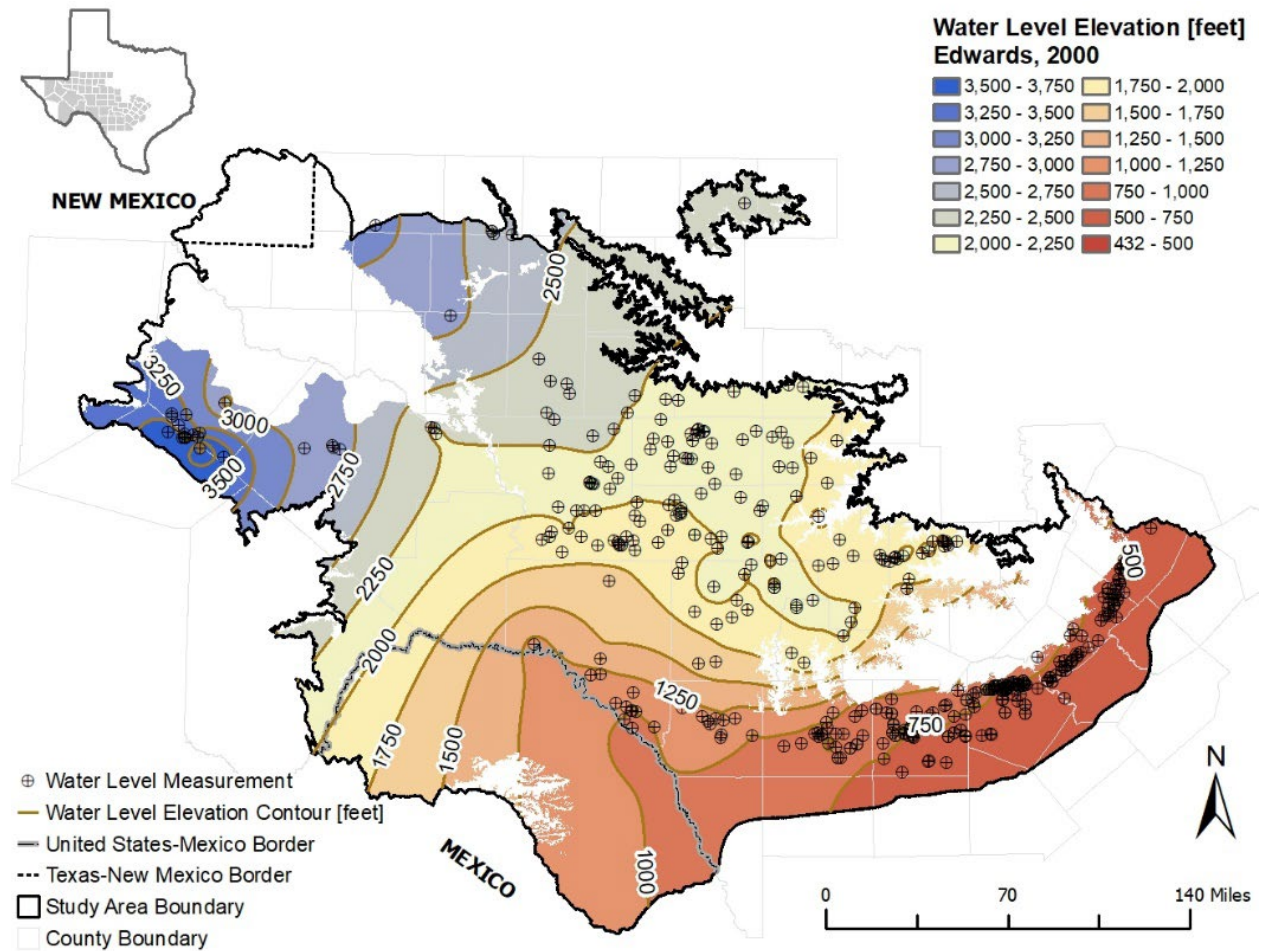 Water Level Elevation [feet]
Edwards, 2000
3,500 - 3,750 1,750 - 2,000
3,250 - 3,500 1,500 - 1,750
3,000 - 3,250 1,250 - 1,500
2,750 - 3,000 1,000 - 1,250
2,500 - 2,750 750 - 1,000
2,250 - 2,500 500 - 750
2,000 - 2,250 432 - 500
NEW MEXICO
2500
3250
3000
3500
2750
500
2250
2000
1250
750
1750
1500
1000
N
MEXICO
Water Level Measurement
Water Level Elevation Contour [feet]
United States-Mexico Border
Texas-New Mexico Border
Study Area Boundary
County Boundary
0 70 140 Miles